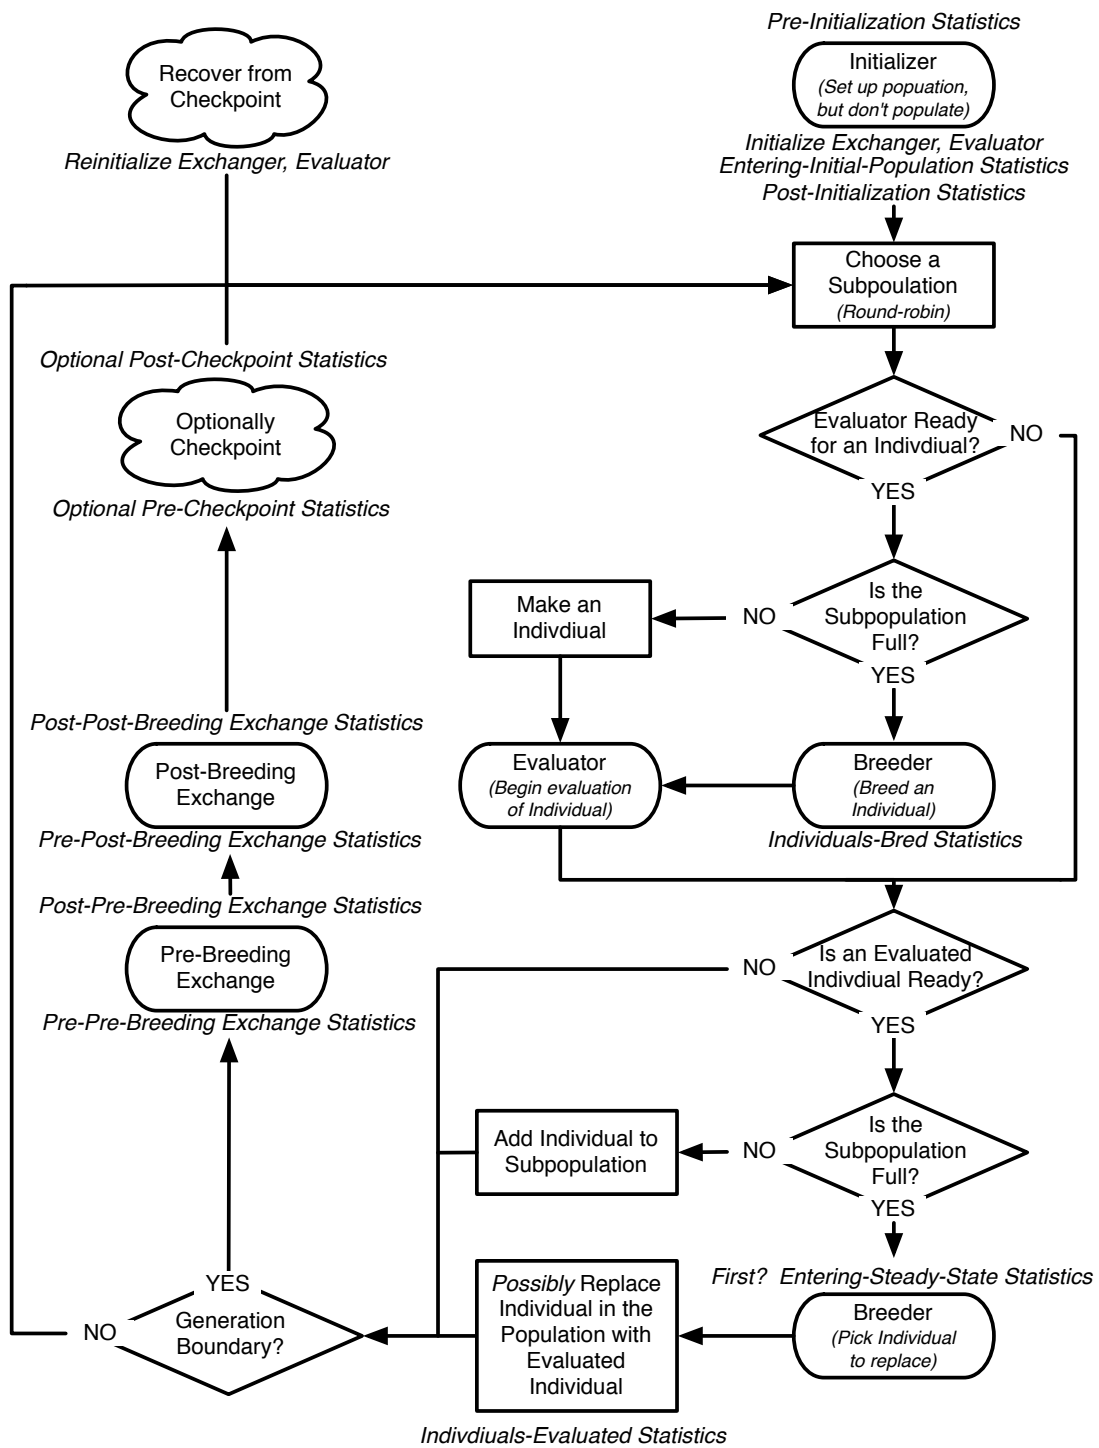 Pre-Initialization Statistics
Initializer
(Set up popuation,
but don't populate)
Initialize Exchanger, Evaluator
Entering-Initial-Population Statistics
Post-Initialization Statistics
Recover from
Checkpoint
Reinitialize Exchanger, Evaluator
Choose a
Subpoulation
(Round-robin)
Optional Post-Checkpoint Statistics
Optionally
Checkpoint
Optional Pre-Checkpoint Statistics
Evaluator Ready
for an Indivdiual?
NO
YES
Is the
Subpopulation
Full?
NO
YES
Make an
Indivdiual
Evaluator
(Begin evaluation
of Individual)
Breeder
(Breed an
Individual)
Individuals-Bred Statistics
Post-Post-Breeding Exchange Statistics
Post-Breeding
Exchange
Pre-Post-Breeding Exchange Statistics
Post-Pre-Breeding Exchange Statistics
Pre-Breeding
Exchange
Pre-Pre-Breeding Exchange Statistics
Is an Evaluated
Indivdiual Ready?
NO
YES
Is the
Subpopulation
Full?
NO
YES
Add Individual to
Subpopulation
First? Entering-Steady-State Statistics
Breeder
(Pick Individual
to replace)
Possibly Replace
Individual in the
Population with
Evaluated
Individual
Indivdiuals-Evaluated Statistics
YES
Generation
Boundary?
NO